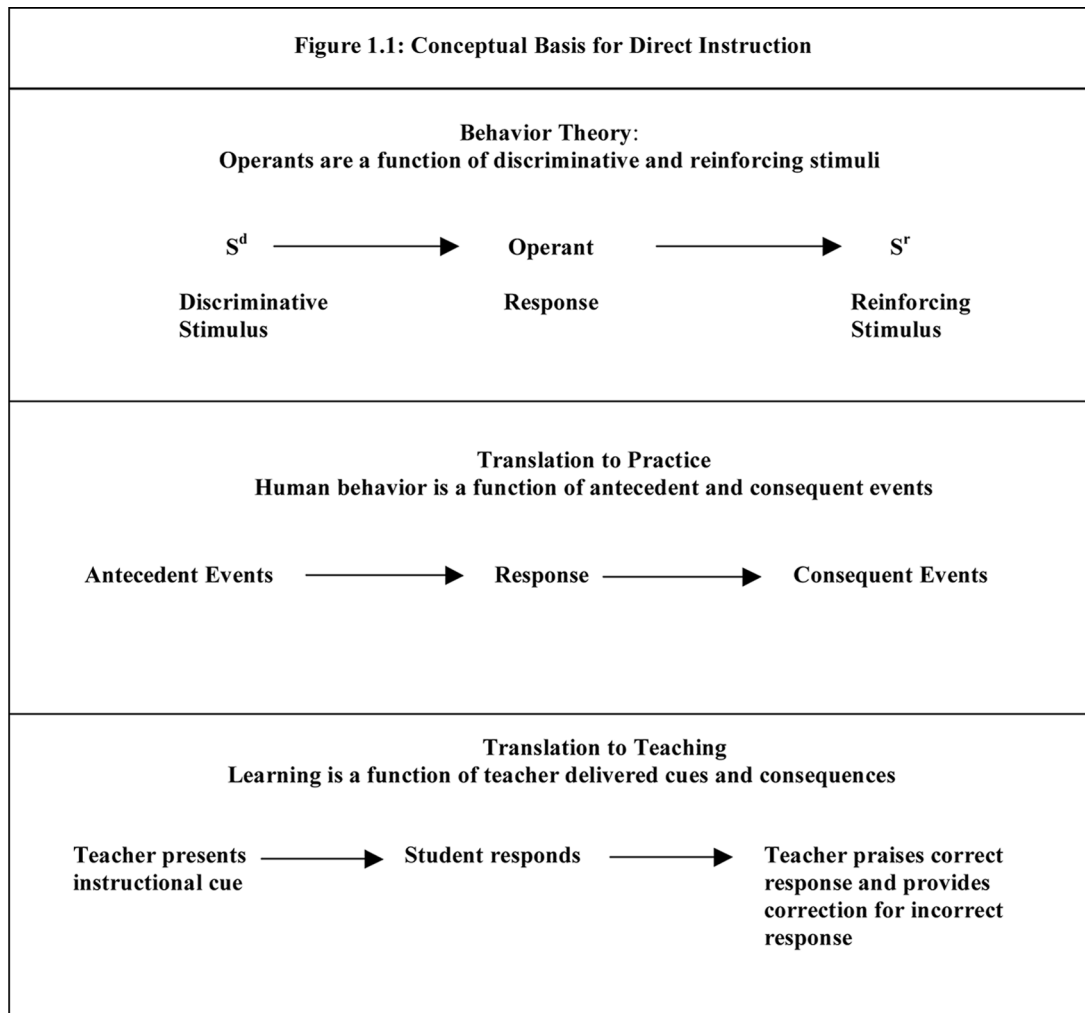 Figure 1.1: Conceptual Basis for Direct Instruction
Behavior Theory:
Operants are a function of discriminative and reinforcing stimuli
Sᵈ Operant Sʳ
Discriminative Response Reinforcing
Stimulus Stimulus
Translation to Practice
Human behavior is a function of antecedent and consequent events
Antecedent Events Response Consequent Events
Translation to Teaching
Learning is a function of teacher delivered cues and consequences
Teacher presents Student responds Teacher praises correct
instructional cue response and provides
correction for incorrect
response